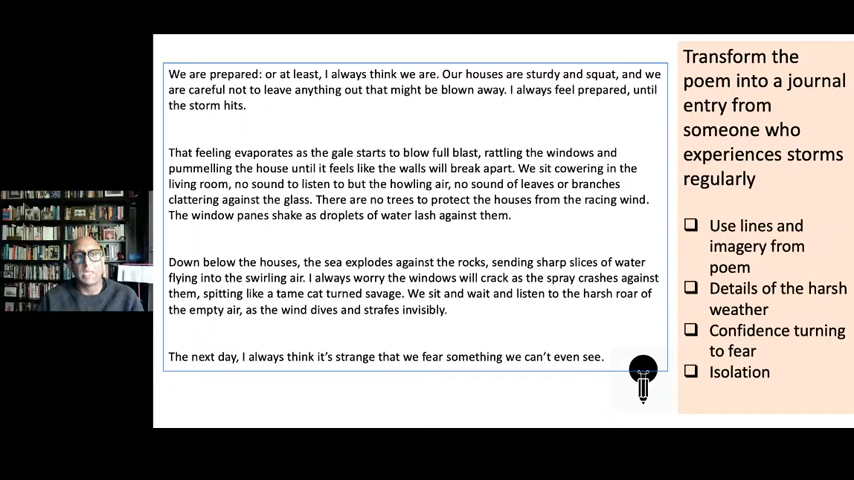 We are prepared: or at least, I always think we are. Our houses are sturdy and squat, and we
are careful not to leave anything out that might be blown away. I always feel prepared, until
the storm hits.
That feeling evaporates as the gale starts to blow full blast, rattling the windows and
pummelling the house until it feels like the walls will break apart. We sit cowering in the
living room, no sound to listen to but the howling air, no sound of leaves or branches
clattering against the glass. There are no trees to protect the houses from the racing wind.
The window panes shake as droplets of water lash against them.
Down below the houses, the sea explodes against the rocks, sending sharp slices of water
flying into the swirling air. I always worry the windows will crack as the spray crashes against
them, spitting like a tame cat turned savage. We sit and wait and listen to the harsh roar of
the empty air, as the wind dives and strafes invisibly.
The next day, I always think it's strange that we fear something we can't even see.
Transform the
poem into a journal
entry from
someone who
experiences storms
regularly
Use lines and
imagery from
poem
Details of the harsh
weather
Confidence turning
to fear
Isolation